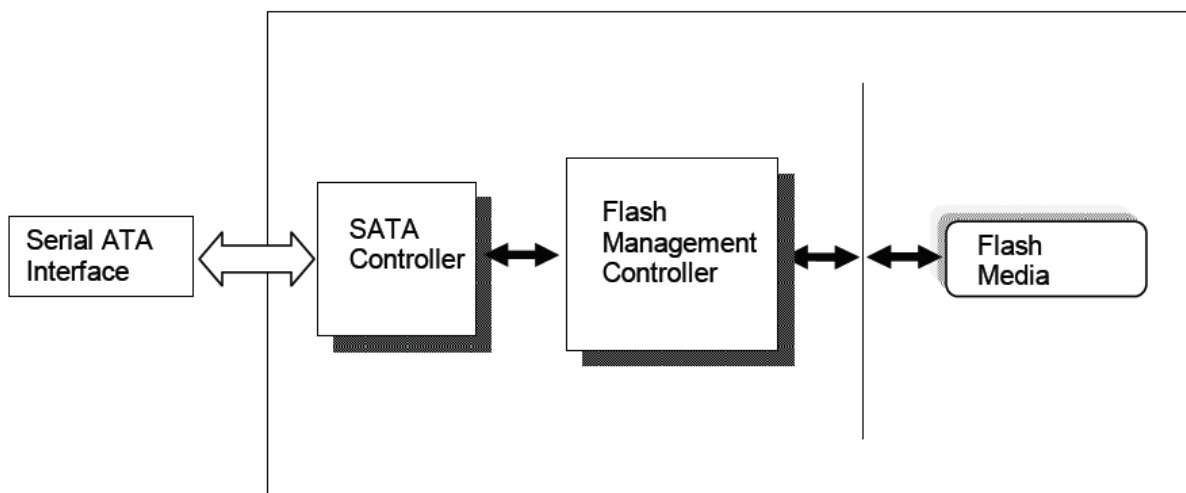 Serial ATA
Interface
SATA
Controller
Flash
Management
Controller
Flash
Media